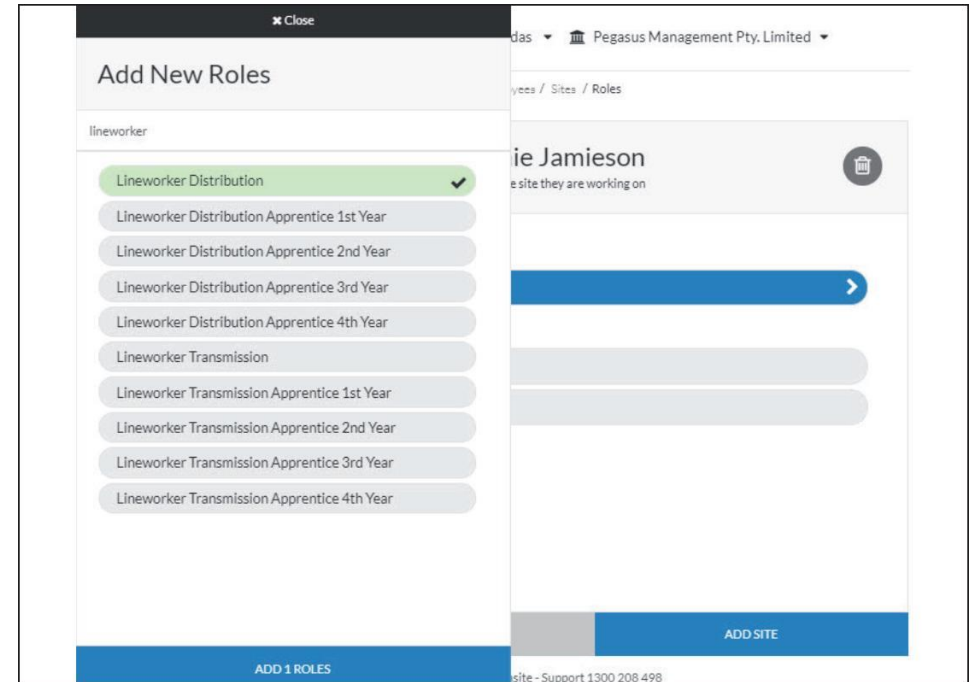 ✖ Close
Add New Roles
lineworker
Lineworker Distribution
Lineworker Distribution Apprentice 1st Year
Lineworker Distribution Apprentice 2nd Year
Lineworker Distribution Apprentice 3rd Year
Lineworker Distribution Apprentice 4th Year
Lineworker Transmission
Lineworker Transmission Apprentice 1st Year
Lineworker Transmission Apprentice 2nd Year
Lineworker Transmission Apprentice 3rd Year
Lineworker Transmission Apprentice 4th Year
ADD 1 ROLES
das Pegasus Management Pty. Limited
yees / Sites / Roles
ie Jamieson
e site they are working on
ADD SITE
site - Support 1300 208 498